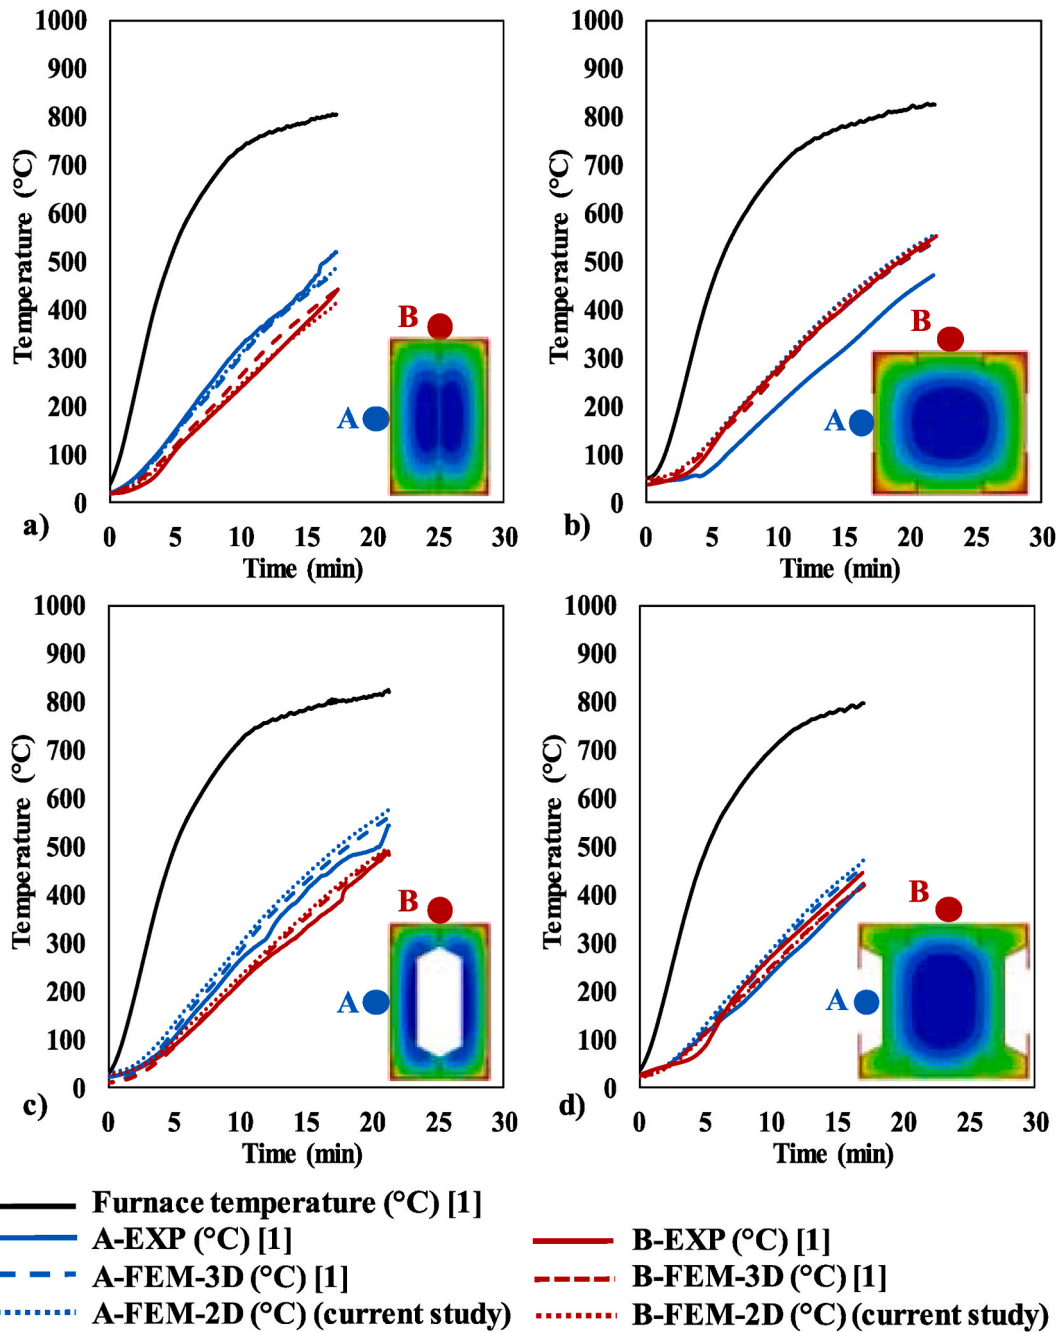 1000
900
800
700
600
500
400
300
200
100
0
Temperature (°C)
0 5 10 15 20 25 30
Time (min)
a)
A
B
1000
900
800
700
600
500
400
300
200
100
0
Temperature (°C)
0 5 10 15 20 25 30
Time (min)
b)
A
B
1000
900
800
700
600
500
400
300
200
100
0
Temperature (°C)
0 5 10 15 20 25 30
Time (min)
c)
A
B
1000
900
800
700
600
500
400
300
200
100
0
Temperature (°C)
0 5 10 15 20 25 30
Time (min)
d)
A
B
Furnace temperature (°C) [1]
A-EXP (°C) [1]
B-EXP (°C) [1]
A-FEM-3D (°C) [1]
B-FEM-3D (°C) [1]
A-FEM-2D (°C) (current study)
B-FEM-2D (°C) (current study)